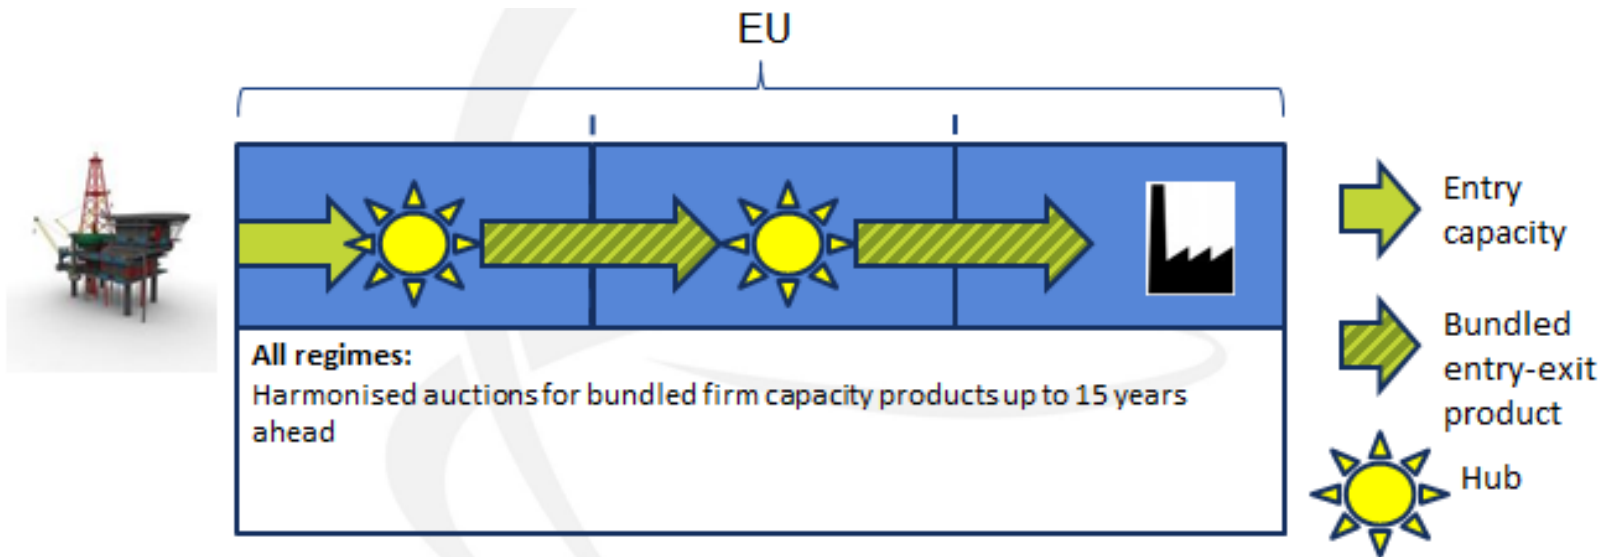 EU
All regimes:
Harmonised auctions for bundled firm capacity products up to 15 years
ahead
Entry
capacity
Bundled
entry-exit
product
Hub